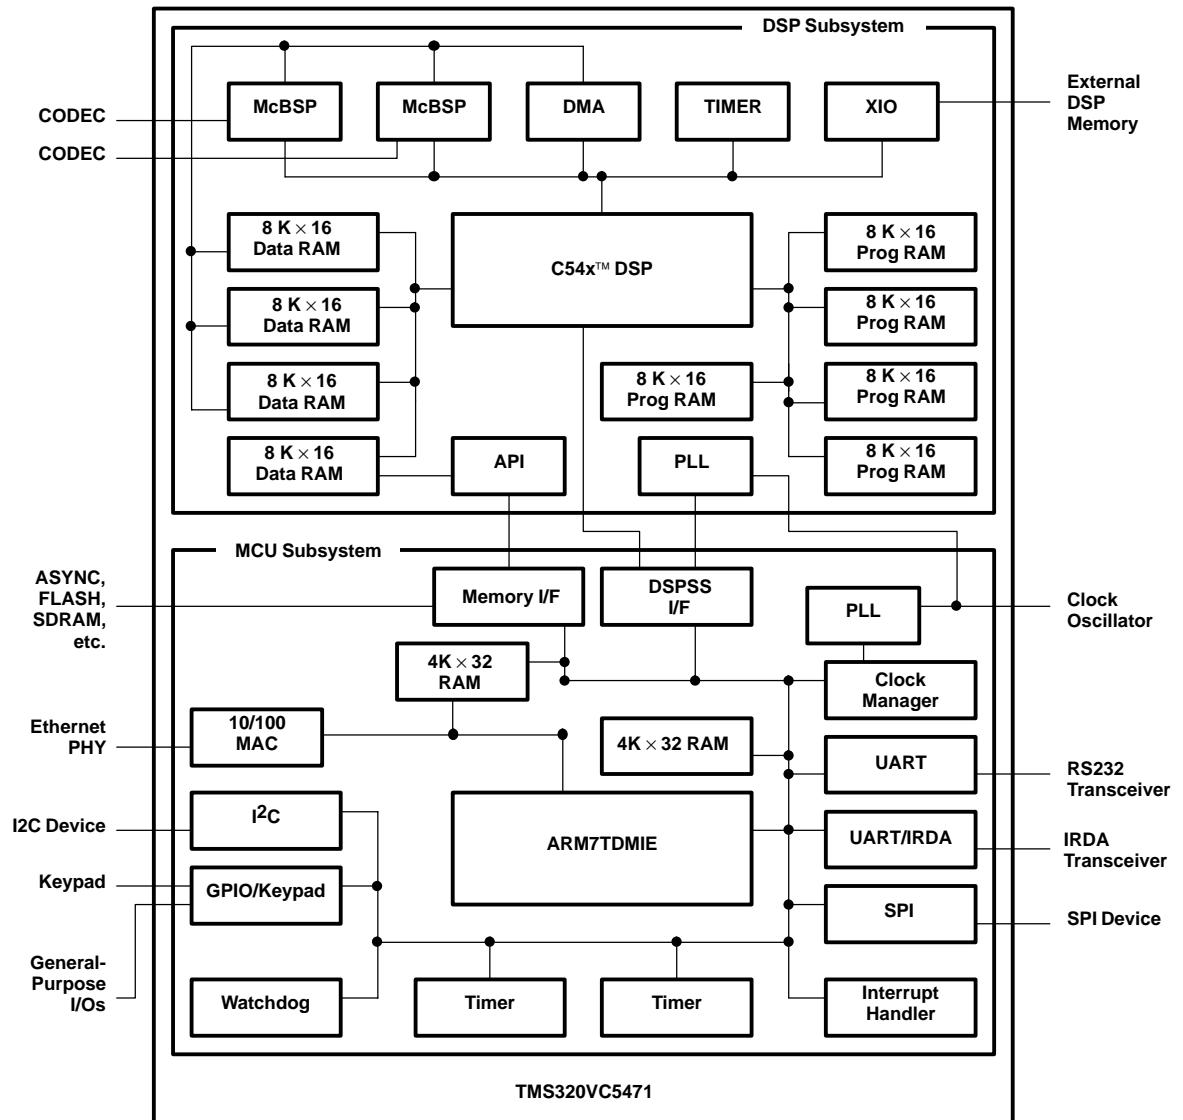 DSP Subsystem
McBSP
McBSP
DMA
TIMER
XIO
External
DSP
Memory
CODEC
CODEC
8 K × 16
Data RAM
8 K × 16
Data RAM
8 K × 16
Data RAM
8 K × 16
Data RAM
C54x™ DSP
8 K × 16
Prog RAM
8 K × 16
Prog RAM
8 K × 16
Prog RAM
8 K × 16
Prog RAM
8 K × 16
Prog RAM
API
PLL
MCU Subsystem
ASYNC,
FLASH,
SDRAM,
etc.
Memory I/F
DSPSS
I/F
PLL
Clock
Oscillator
4K × 32
RAM
Clock
Manager
Ethernet
PHY
10/100
MAC
4K × 32 RAM
UART
RS232
Transceiver
I2C Device
I2C
ARM7TDMIE
UART/IRDA
IRDA
Transceiver
Keypad
GPIO/Keypad
SPI
SPI Device
General-
Purpose
I/Os
Watchdog
Timer
Timer
Interrupt
Handler
TMS320VC5471